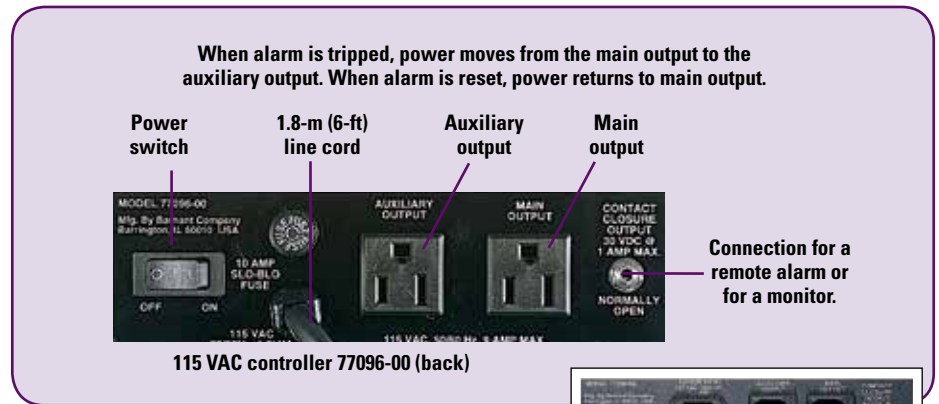 When alarm is tripped, power moves from the main output to the
auxiliary output. When alarm is reset, power returns to main output.
Power
switch
1.8-m (6-ft)
line cord
Auxiliary
output
Main
output
MODEL 77096-00
Mfg. By Barnant Company
Barrington, IL 60010 USA
10 AMP
SLO-BLO
FUSE
OFF ON
115 VAC
AUXILIARY
OUTPUT
MAIN
OUTPUT
115 VAC, 50/60 Hz, AMP MAX.
CONTACT
CLOSURE
OUTPUT
30 VDC @
1 AMP MAX.
NORMALLY
OPEN
Connection for a
remote alarm or
for a monitor.
115 VAC controller 77096-00 (back)